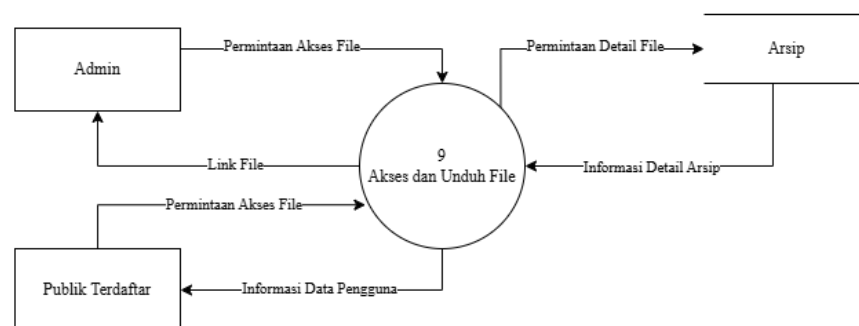 Permintaan Akses File
Permintaan Detail File
Admin
Arsip
9
Akses dan Unduh File
Link File
Informasi Detail Arsip
Permintaan Akses File
Publik Terdaftar
Informasi Data Pengguna